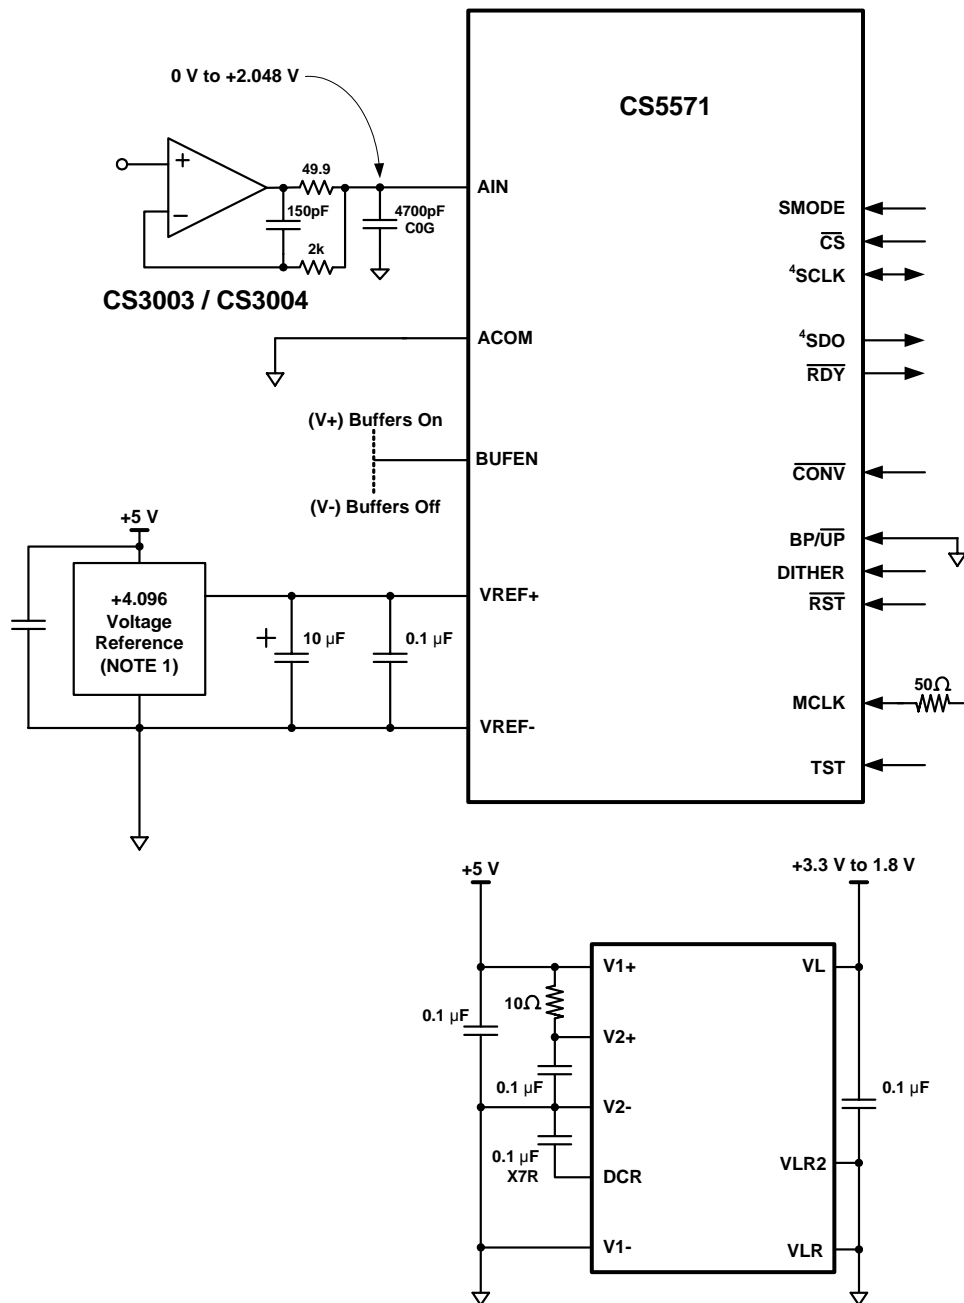 0 V to +2.048 V
CS5571
+
49.9
AIN
−
150pF
4700pF
C0G
2k
CS3003 / CS3004
SMODE
CS
4SCLK
ACOM
4SDO
RDY
(V+) Buffers On
BUFEN
CONV
(V-) Buffers Off
+5 V
BP/UP
DITHER
+4.096
Voltage
Reference
(NOTE 1)
VREF+
RST
+
10 µF
0.1 µF
50Ω
MCLK
VREF-
TST
+5 V
+3.3 V to 1.8 V
V1+
VL
10Ω
0.1 µF
V2+
0.1 µF
0.1 µF
V2-
0.1 µF
X7R
VLR2
DCR
V1-
VLR